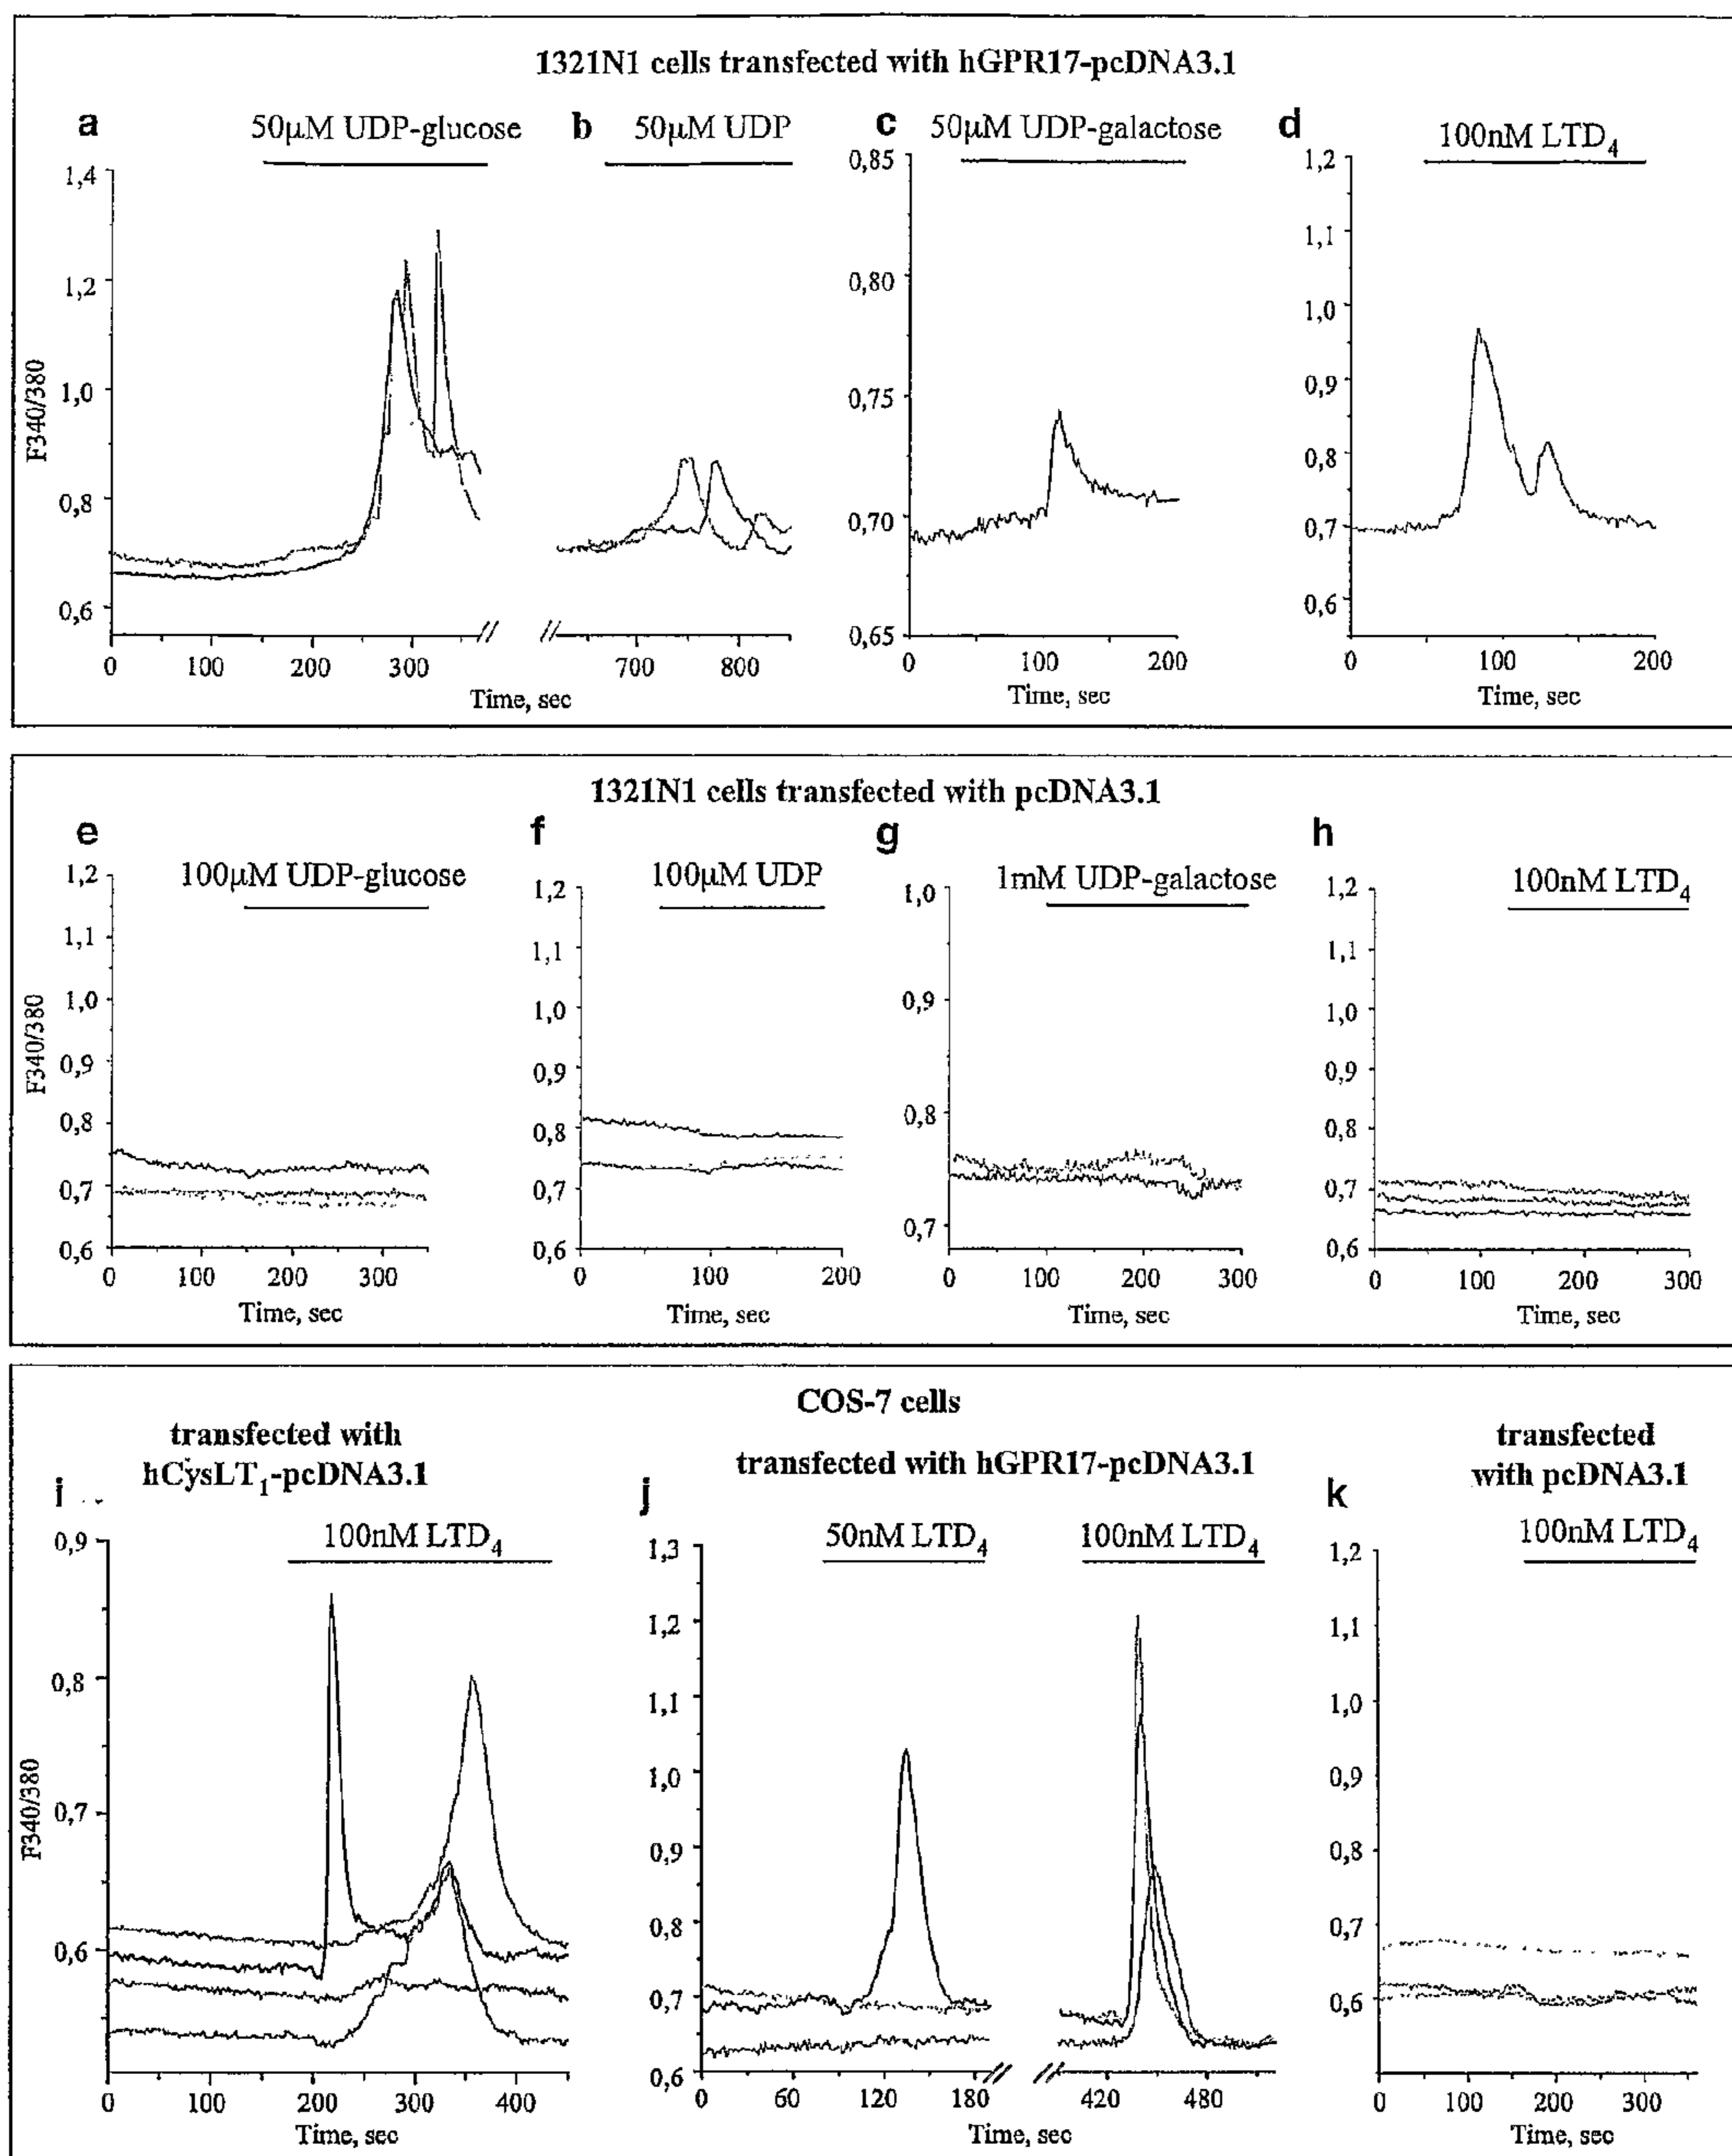 1321N1 cells transfected with hGPR17-pcDNA3.1
a
50µM UDP-glucose
b
50µM UDP
c
50µM UDP-galactose
d
100nM LTD4
1,4
1,2
1,0
0,8
0,6
F340/380
0 100 200 300
700 800
Time, sec
0,85
0,80
0,75
0,70
0,65
0 100 200
Time, sec
1,2
1,1
1,0
0,9
0,8
0,7
0,6
0 100 200
Time, sec
1321N1 cells transfected with pcDNA3.1
e
100µM UDP-glucose
1,2
1,1
1,0
0,9
0,8
0,7
0,6
F340/380
0 100 200 300
Time, sec
f
100µM UDP
1,2
1,1
1,0
0,9
0,8
0,7
0,6
0 100 200
Time, sec
g
1mM UDP-galactose
1,0
0,9
0,8
0,7
0 100 200 300
Time, sec
h
100nM LTD4
1,2
1,1
1,0
0,9
0,8
0,7
0,6
0 100 200 300
Time, sec
COS-7 cells
i
transfected with
hCysLT1-pcDNA3.1
100nM LTD4
0,9
0,8
0,7
0,6
F340/380
0 100 200 300 400
Time, sec
j
transfected with hGPR17-pcDNA3.1
50nM LTD4
100nM LTD4
1,3
1,2
1,1
1,0
0,9
0,8
0,7
0,6
0 60 120 180
420 480
Time, sec
k
transfected
with pcDNA3.1
100nM LTD4
1,2
1,1
1,0
0,9
0,8
0,7
0,6
0 100 200 300
Time, sec